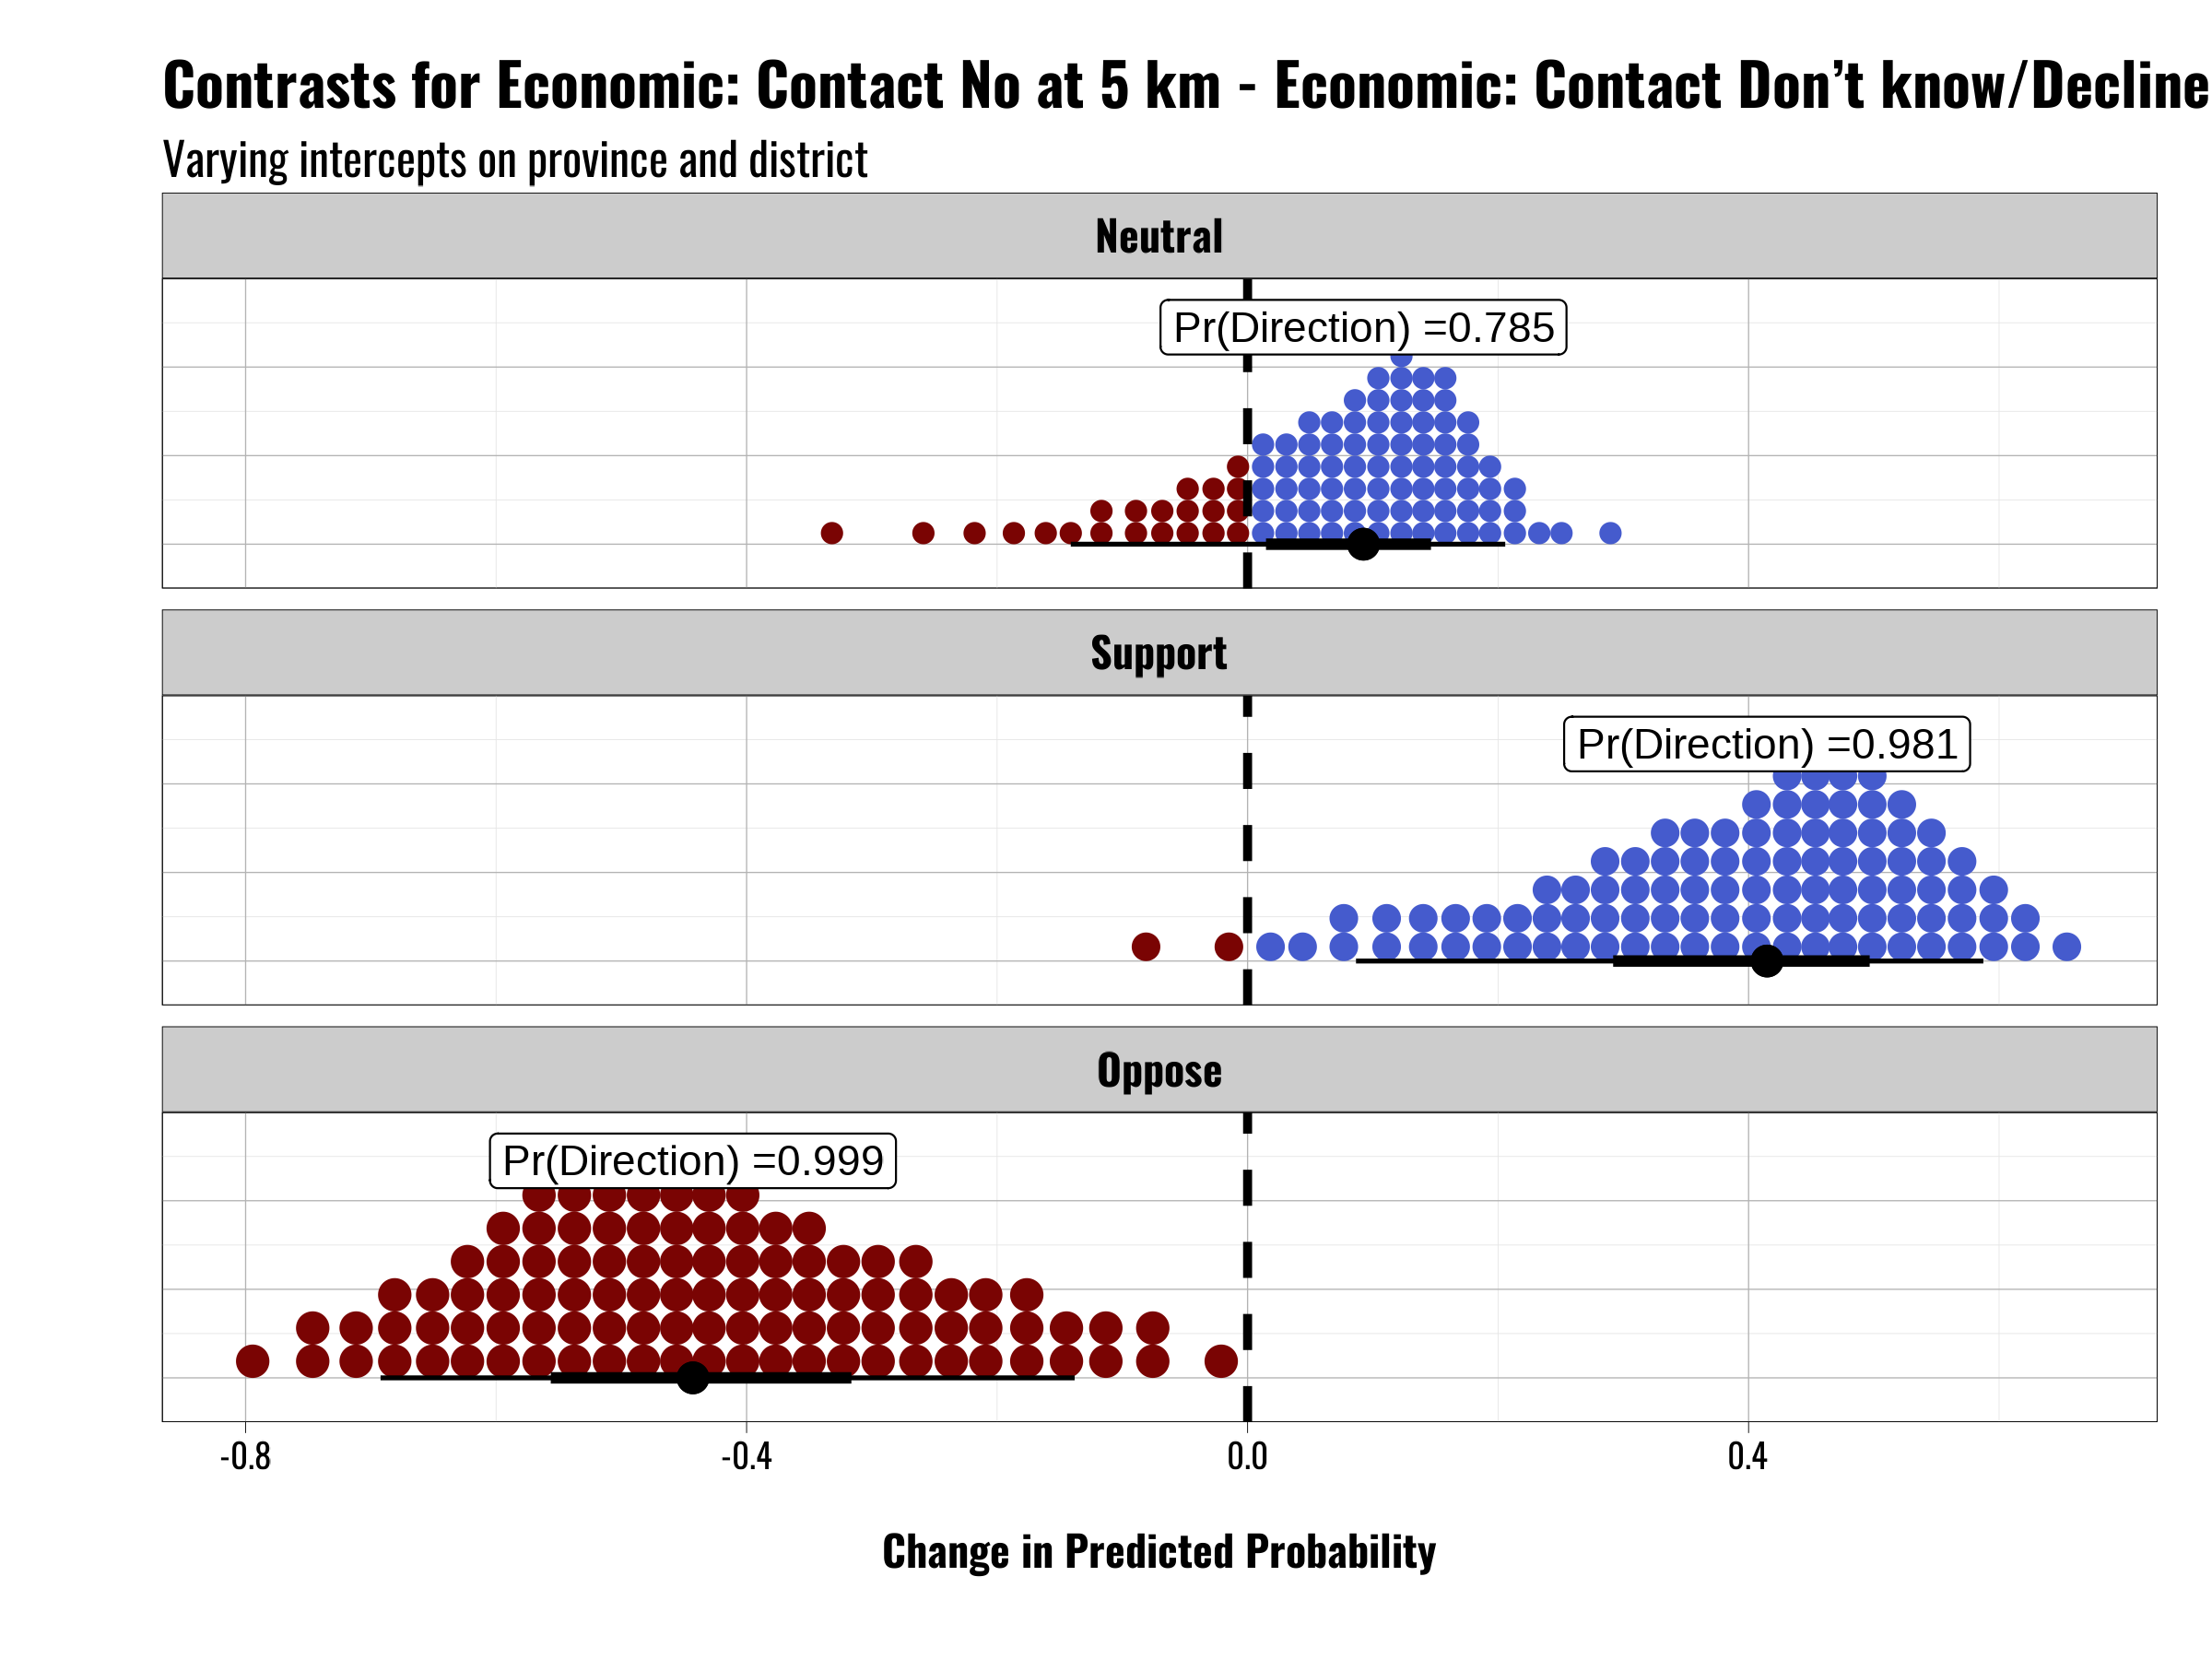 Contrasts for Economic: Contact No at 5 km - Economic: Contact Don’t know/Decline
Varying intercepts on province and district
Neutral
Pr(Direction) =0.785
Support
Pr(Direction) =0.981
Oppose
Pr(Direction) =0.999
-0.8 -0.4 0.0 0.4
Change in Predicted Probability